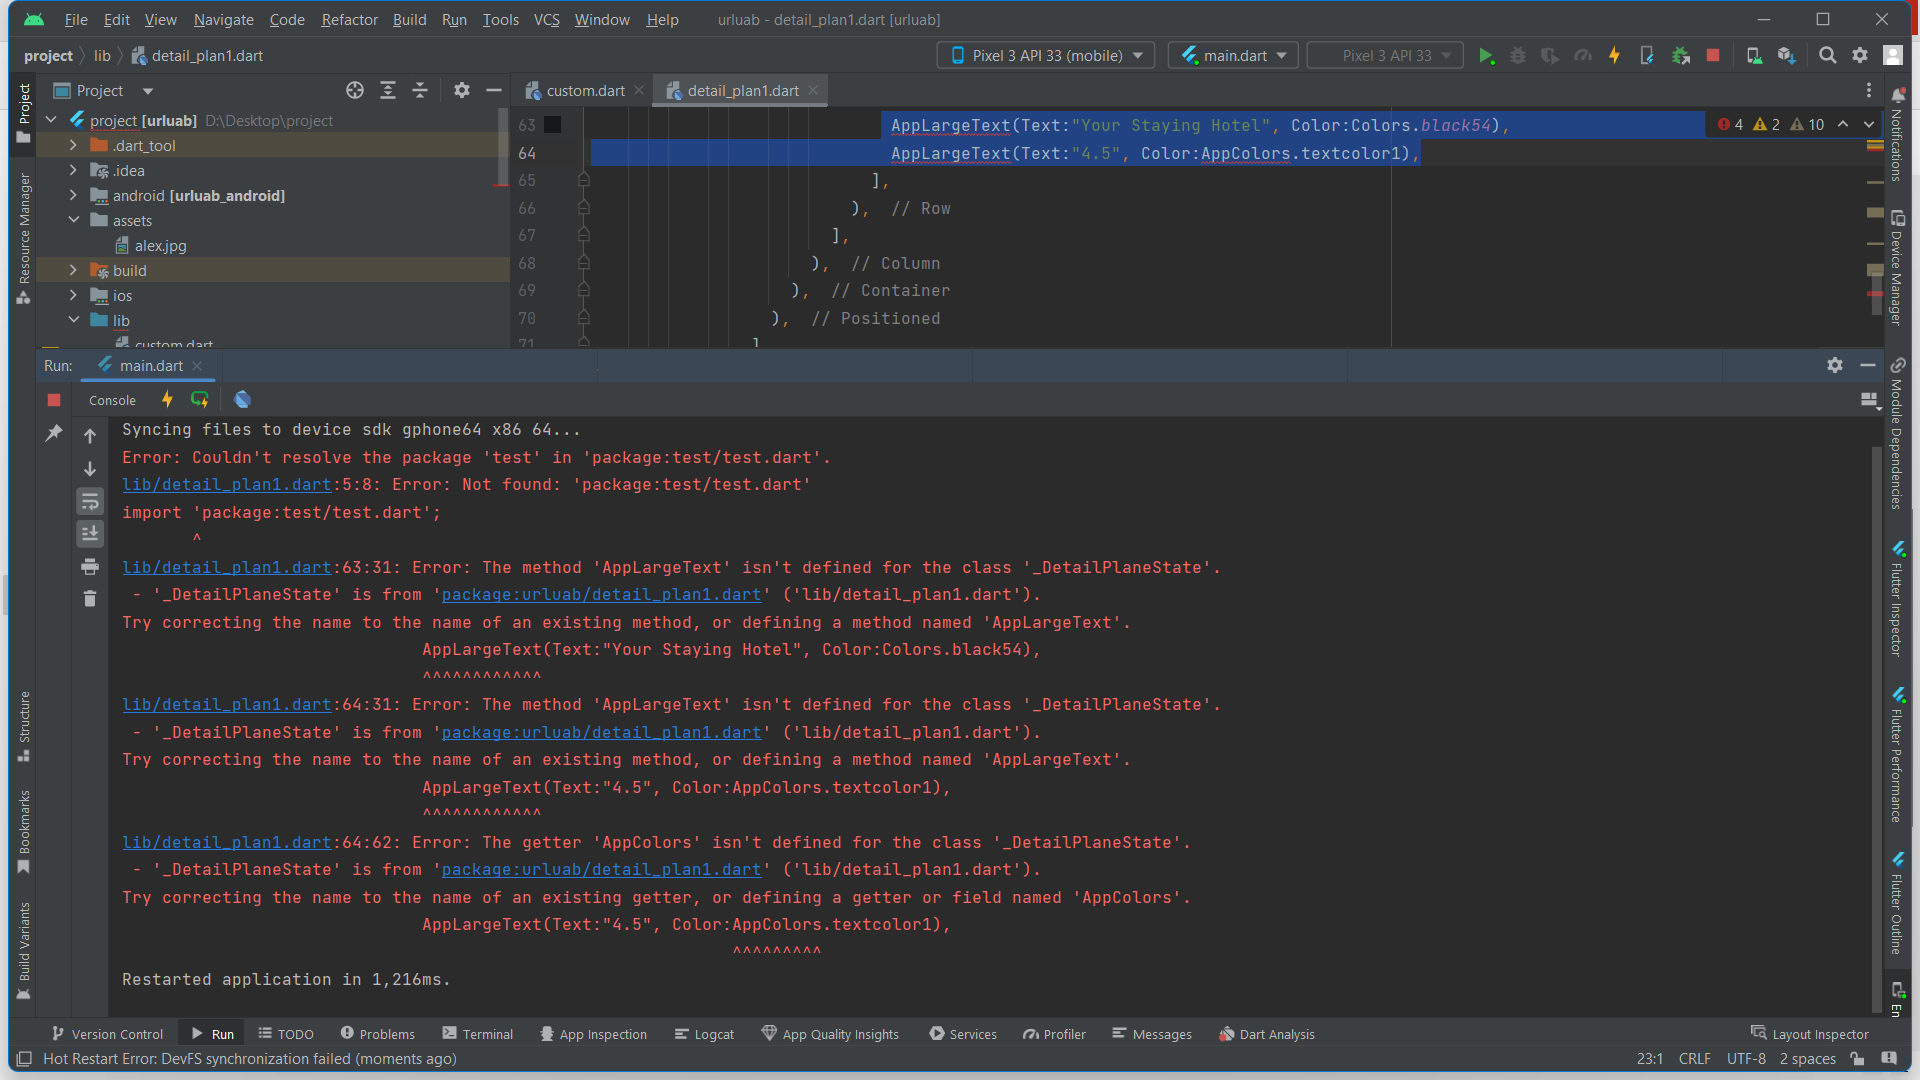 File Edit View Navigate Code Refactor Build Run Tools VCS Window Help urluab - detail_plan1.dart [urluab]
project lib detail_plan1.dart Pixel 3 API 33 (mobile) main.dart Pixel 3 API 33
Project custom.dart detail_plan1.dart
project [urluab] D:\Desktop\project
.dart_tool
.idea
android [urluab_android]
assets
alex.jpg
build
ios
lib
custom.dart
63 AppLargeText(Text:"Your Staying Hotel", Color:Colors.black54), 4 2 10
64 AppLargeText(Text:"4.5", Color:AppColors.textcolor1),
65 ],
66 ), // Row
67 ],
68 ), // Column
69 ), // Container
70 ), // Positioned
71 ]
Run: main.dart
Console
Syncing files to device sdk gphone64 x86 64...
Error: Couldn't resolve the package 'test' in 'package:test/test.dart'.
lib/detail_plan1.dart:5:8: Error: Not found: 'package:test/test.dart'
import 'package:test/test.dart';
^
lib/detail_plan1.dart:63:31: Error: The method 'AppLargeText' isn't defined for the class '_DetailPlaneState'.
- '_DetailPlaneState' is from 'package:urluab/detail_plan1.dart' ('lib/detail_plan1.dart').
Try correcting the name to the name of an existing method, or defining a method named 'AppLargeText'.
AppLargeText(Text:"Your Staying Hotel", Color:Colors.black54),
^^^^^^^^^^^^
lib/detail_plan1.dart:64:31: Error: The method 'AppLargeText' isn't defined for the class '_DetailPlaneState'.
- '_DetailPlaneState' is from 'package:urluab/detail_plan1.dart' ('lib/detail_plan1.dart').
Try correcting the name to the name of an existing method, or defining a method named 'AppLargeText'.
AppLargeText(Text:"4.5", Color:AppColors.textcolor1),
^^^^^^^^^^^^
lib/detail_plan1.dart:64:62: Error: The getter 'AppColors' isn't defined for the class '_DetailPlaneState'.
- '_DetailPlaneState' is from 'package:urluab/detail_plan1.dart' ('lib/detail_plan1.dart').
Try correcting the name to the name of an existing getter, or defining a getter or field named 'AppColors'.
AppLargeText(Text:"4.5", Color:AppColors.textcolor1),
^^^^^^^^^
Restarted application in 1,216ms.
Project
Resource Manager
Structure
Bookmarks
Build Variants
Notifications
Device Manager
Module Dependencies
Flutter Inspector
Flutter Performance
Flutter Outline
En
Version Control Run TODO Problems Terminal App Inspection Logcat App Quality Insights Services Profiler Messages Dart Analysis Layout Inspector
Hot Restart Error: DevFS synchronization failed (moments ago) 23:1 CRLF UTF-8 2 spaces